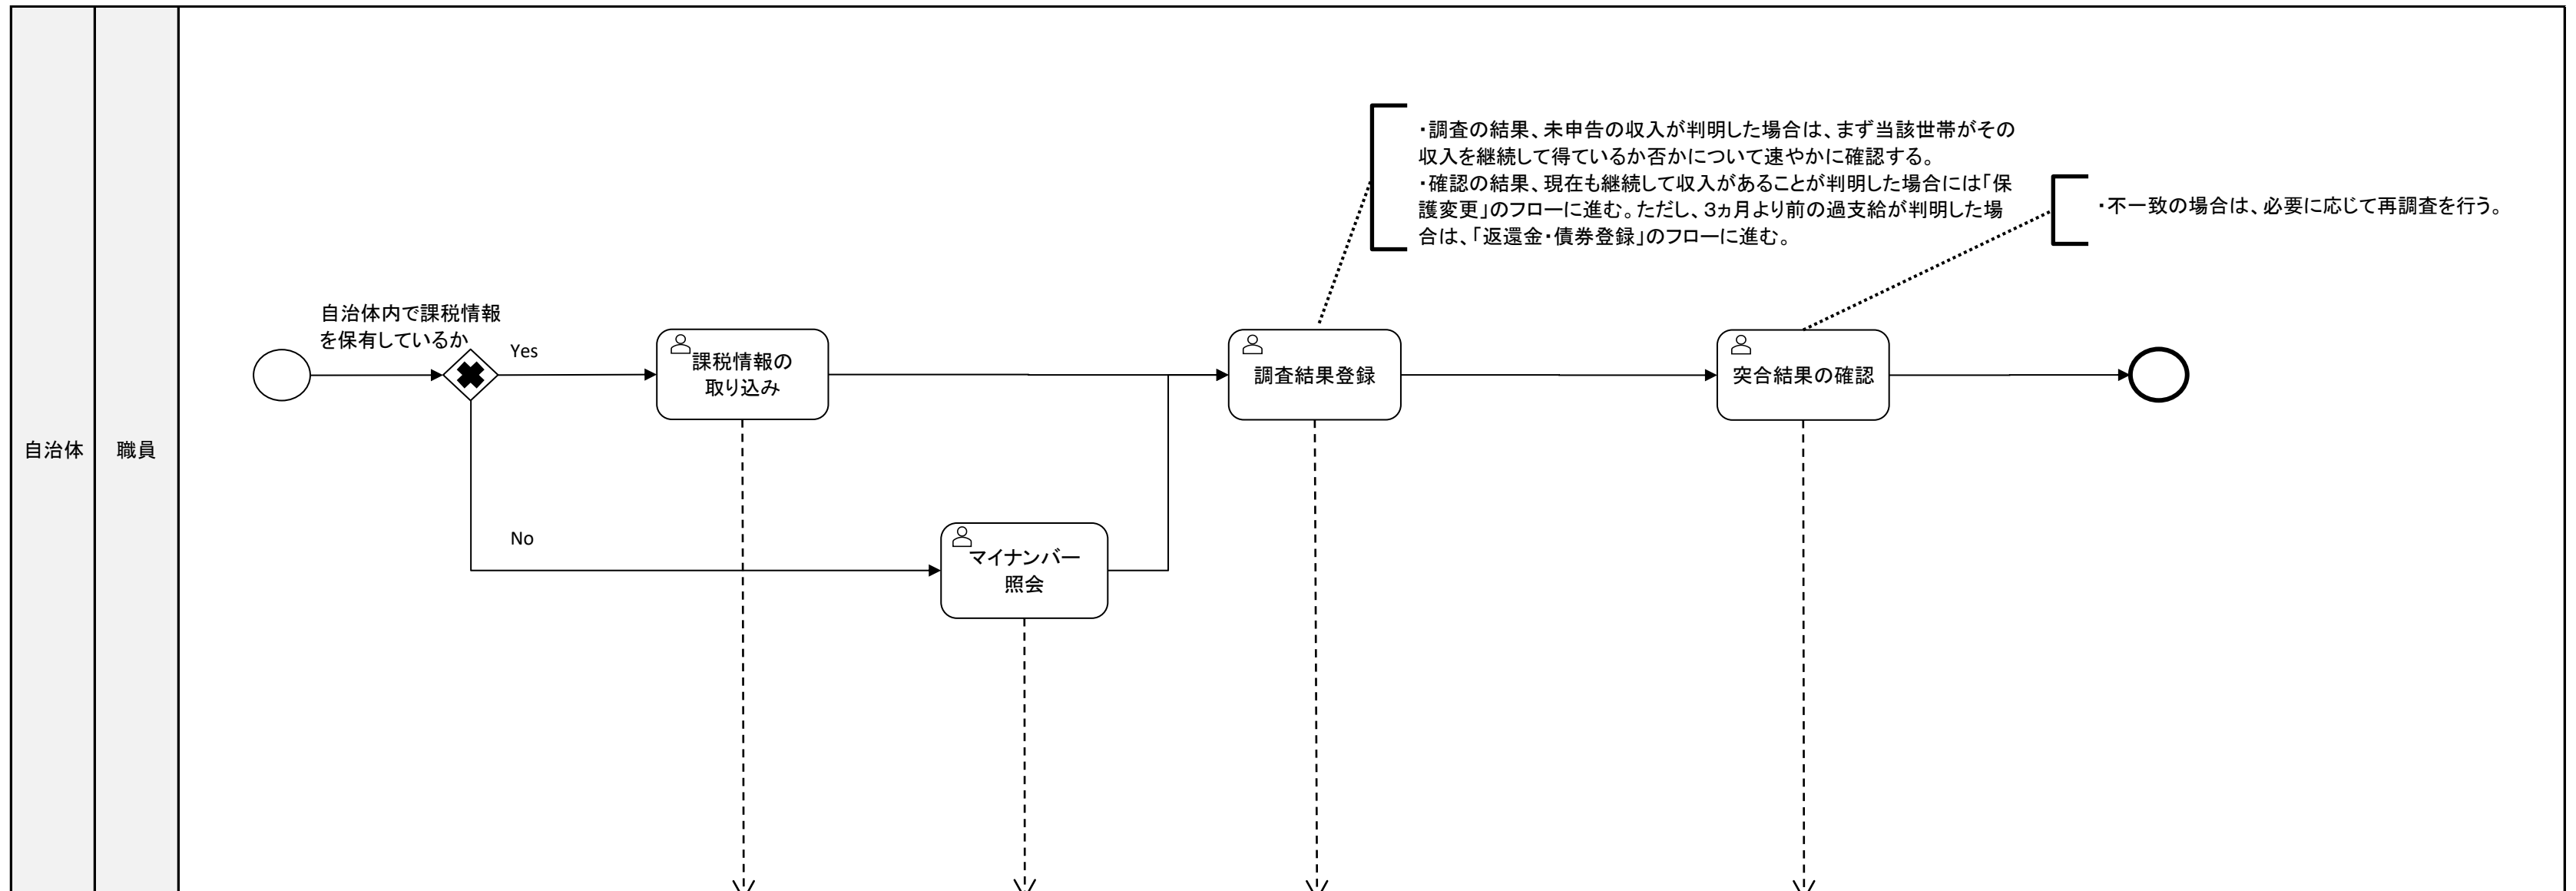 自治体
職員
自治体内で課税情報
を保有しているか
Yes
No
課税情報の
取り込み
マイナンバー
照会
調査結果登録
・調査の結果、未申告の収入が判明した場合は、まず当該世帯がその
収入を継続して得ているか否かについて速やかに確認する。
・確認の結果、現在も継続して収入があることが判明した場合には「保
護変更」のフローに進む。ただし、3ヵ月より前の過支給が判明した場
合は、「返還金・債券登録」のフローに進む。
突合結果の確認
・不一致の場合は、必要に応じて再調査を行う。